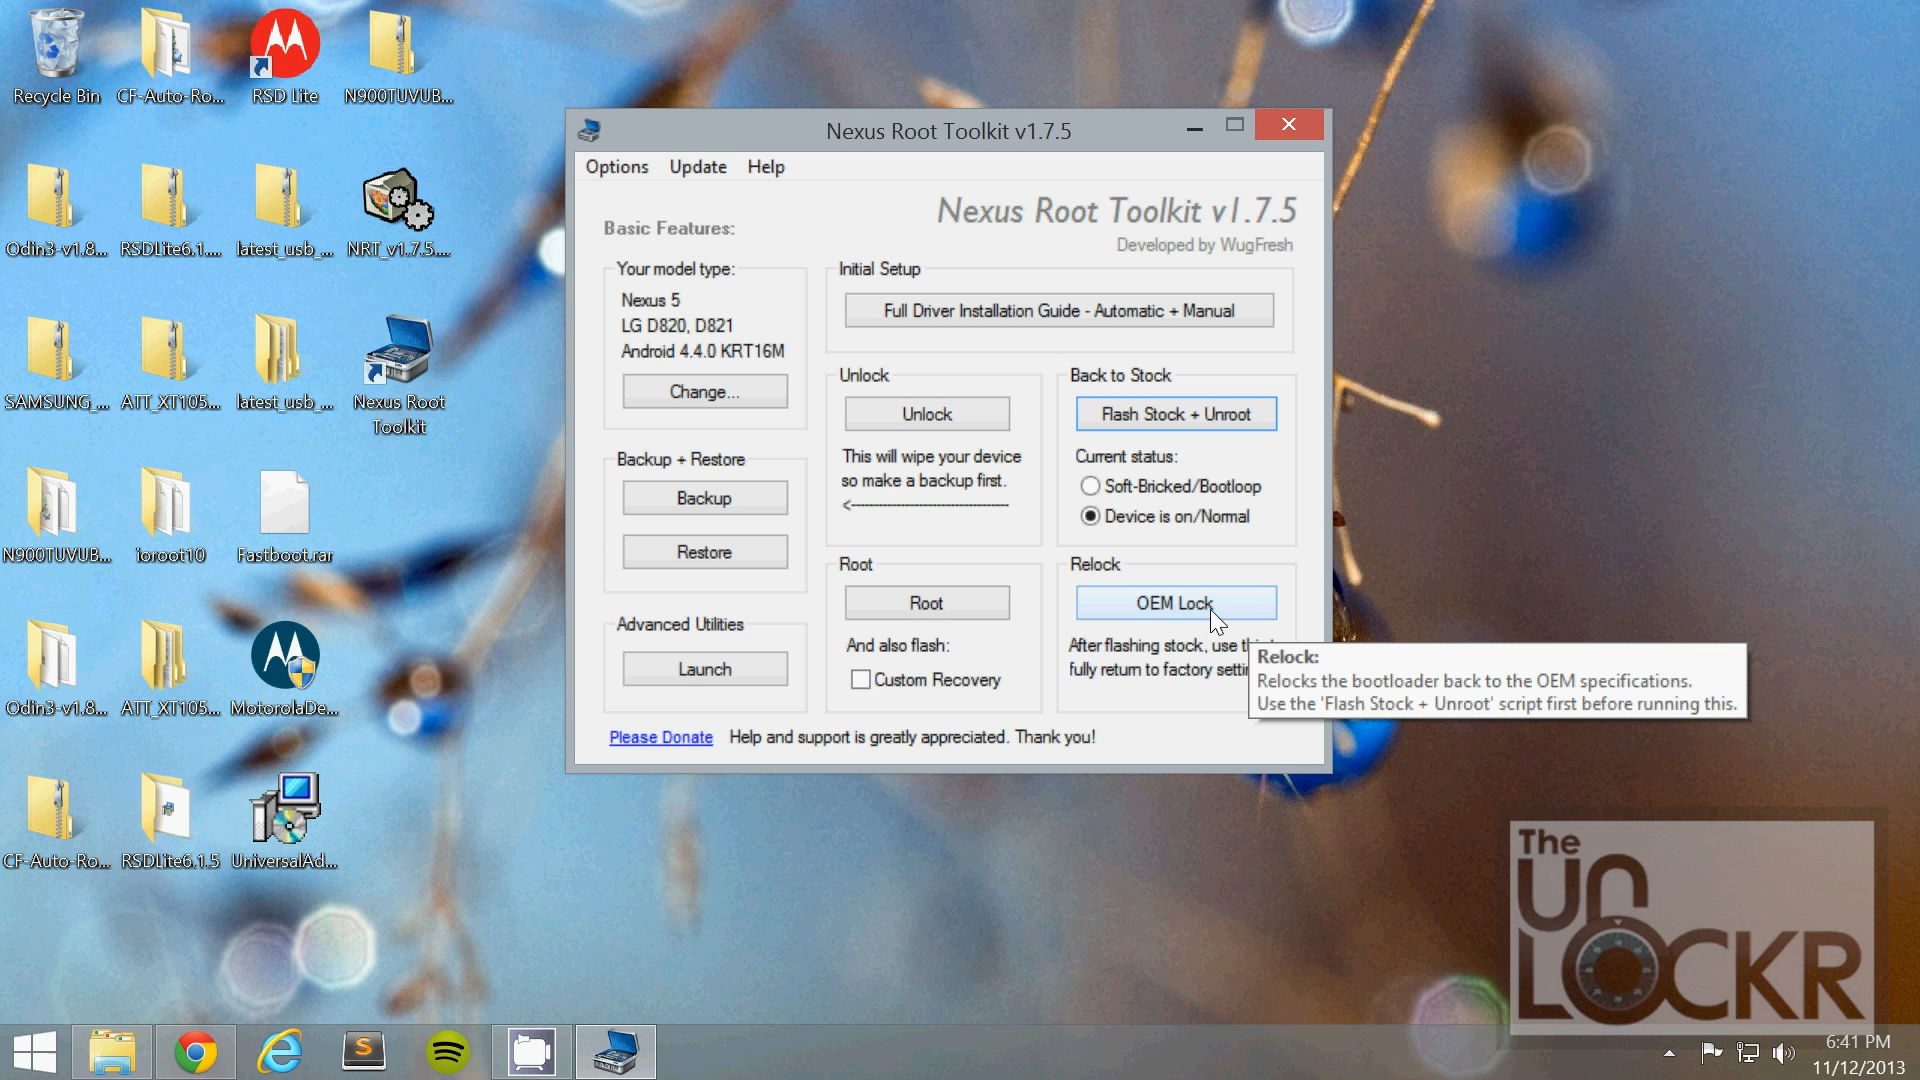 Recycle Bin
CF-Auto-Ro...
RSD Lite
N900TUVUB...
Odin3-v1.8...
RSDLite6.1....
latest_usb_...
NRT_v1.7.5....
SAMSUNG_...
ATT_XT105...
latest_usb_...
Nexus Root
Toolkit
N900TUVUB...
ioroot10
Fastboot.rar
Odin3-v1.8...
ATT_XT105...
MotorolaDe...
CF-Auto-Ro...
RSDLite6.1.5
UniversalAd...
Nexus Root Toolkit v1.7.5
Options Update Help
Nexus Root Toolkit v1.7.5
Developed by WugFresh
Basic Features:
Your model type:
Nexus 5
LG D820, D821
Android 4.4.0 KRT16M
Change...
Backup + Restore
Backup
Restore
Advanced Utilities
Launch
Initial Setup
Full Driver Installation Guide - Automatic + Manual
Unlock
Unlock
This will wipe your device
so make a backup first.
<------------------------------------
Root
Root
And also flash:
Custom Recovery
Back to Stock
Flash Stock + Unroot
Current status:
Soft-Bricked/Bootloop
Device is on/Normal
Relock
OEM Lock
After flashing stock, use
fully return to factory
Relock:
Relocks the bootloader back to the OEM specifications.
Use the 'Flash Stock + Unroot' script first before running this.
Please Donate Help and support is greatly appreciated. Thank you!
The
UN
LOCKR
6:41 PM
11/12/2013